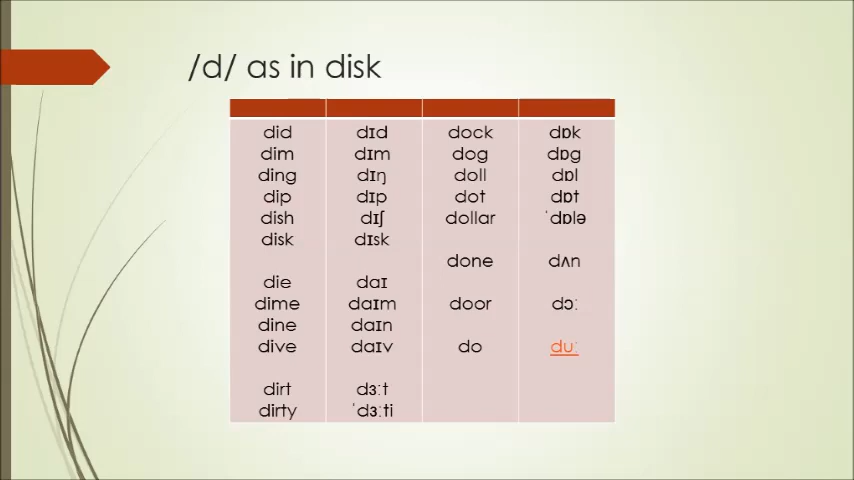 /d/ as in disk
did dɪd dock dɒk
dim dɪm dog dɒg
ding dɪŋ doll dɒl
dip dɪp dot dɒt
dish dɪʃ dollar ˈdɒlə
disk dɪsk
done dʌn
die daɪ
dime daɪm door dɔː
dine daɪn
dive daɪv do duː
dirt dɜːt
dirty ˈdɜːti